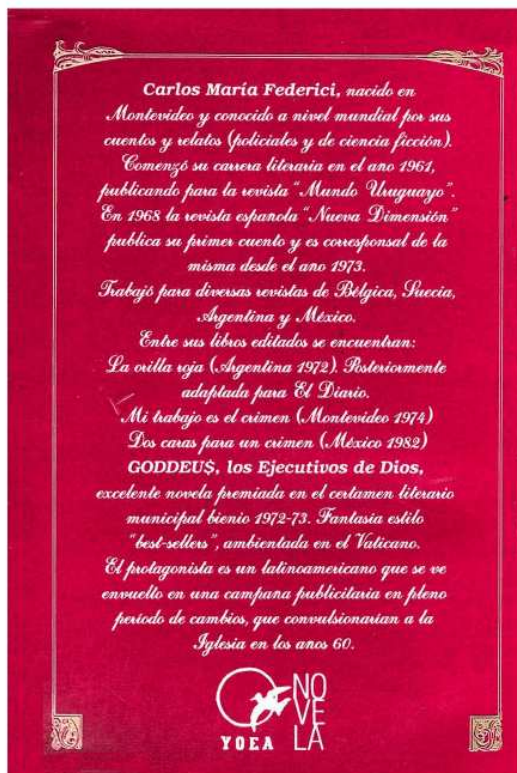 Carlos María Federici, nacido en
Montevideo y conocido a nivel mundial por sus
cuentos y relatos (policiales y de ciencia ficción).
Comenzó su carrera literaria en el ano 1961,
publicando para la revista "Mundo Uruguayo".
En 1968 la revista espanola "Nueva Dimensión"
publica su primer cuento y es corresponsal de la
misma desde el ano 1973.
Trabajó para diversas revistas de Bélgica, Suecia,
Argentina y México.
Entre sus libros editados se encuentran:
La orilla roja (Argentina 1972). Posteriormente
adaptada para El Diario.
Mi trabajo es el crimen (Montevideo 1974)
Dos caras para un crimen (México 1982)
GODDEU$, los Ejecutivos de Dios,
excelente novela premiada en el certamen literario
municipal bienio 1972-73. Fantasia estilo
"best-sellers", ambientada en el Vaticano.
El protagonista es un latinoamericano que se ve
envuelto en una campana publicitaria en pleno
período de cambios, que convulsionarían a la
Iglesia en los anos 60.
YOEA
NO
VE
LA